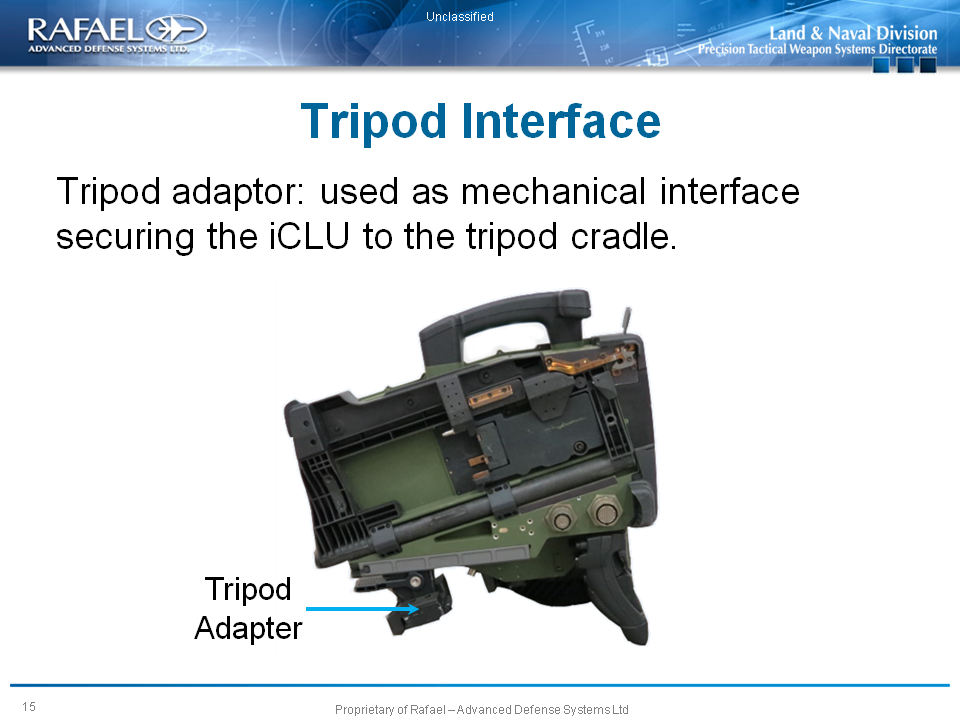 Unclassified
RAFAEL
ADVANCED DEFENSE SYSTEMS LTD.
Land & Naval Division
Precision Tactical Weapon Systems Directorate
Tripod Interface
Tripod adaptor: used as mechanical interface
securing the iCLU to the tripod cradle.
Tripod
Adapter
15
Proprietary of Rafael – Advanced Defense Systems Ltd